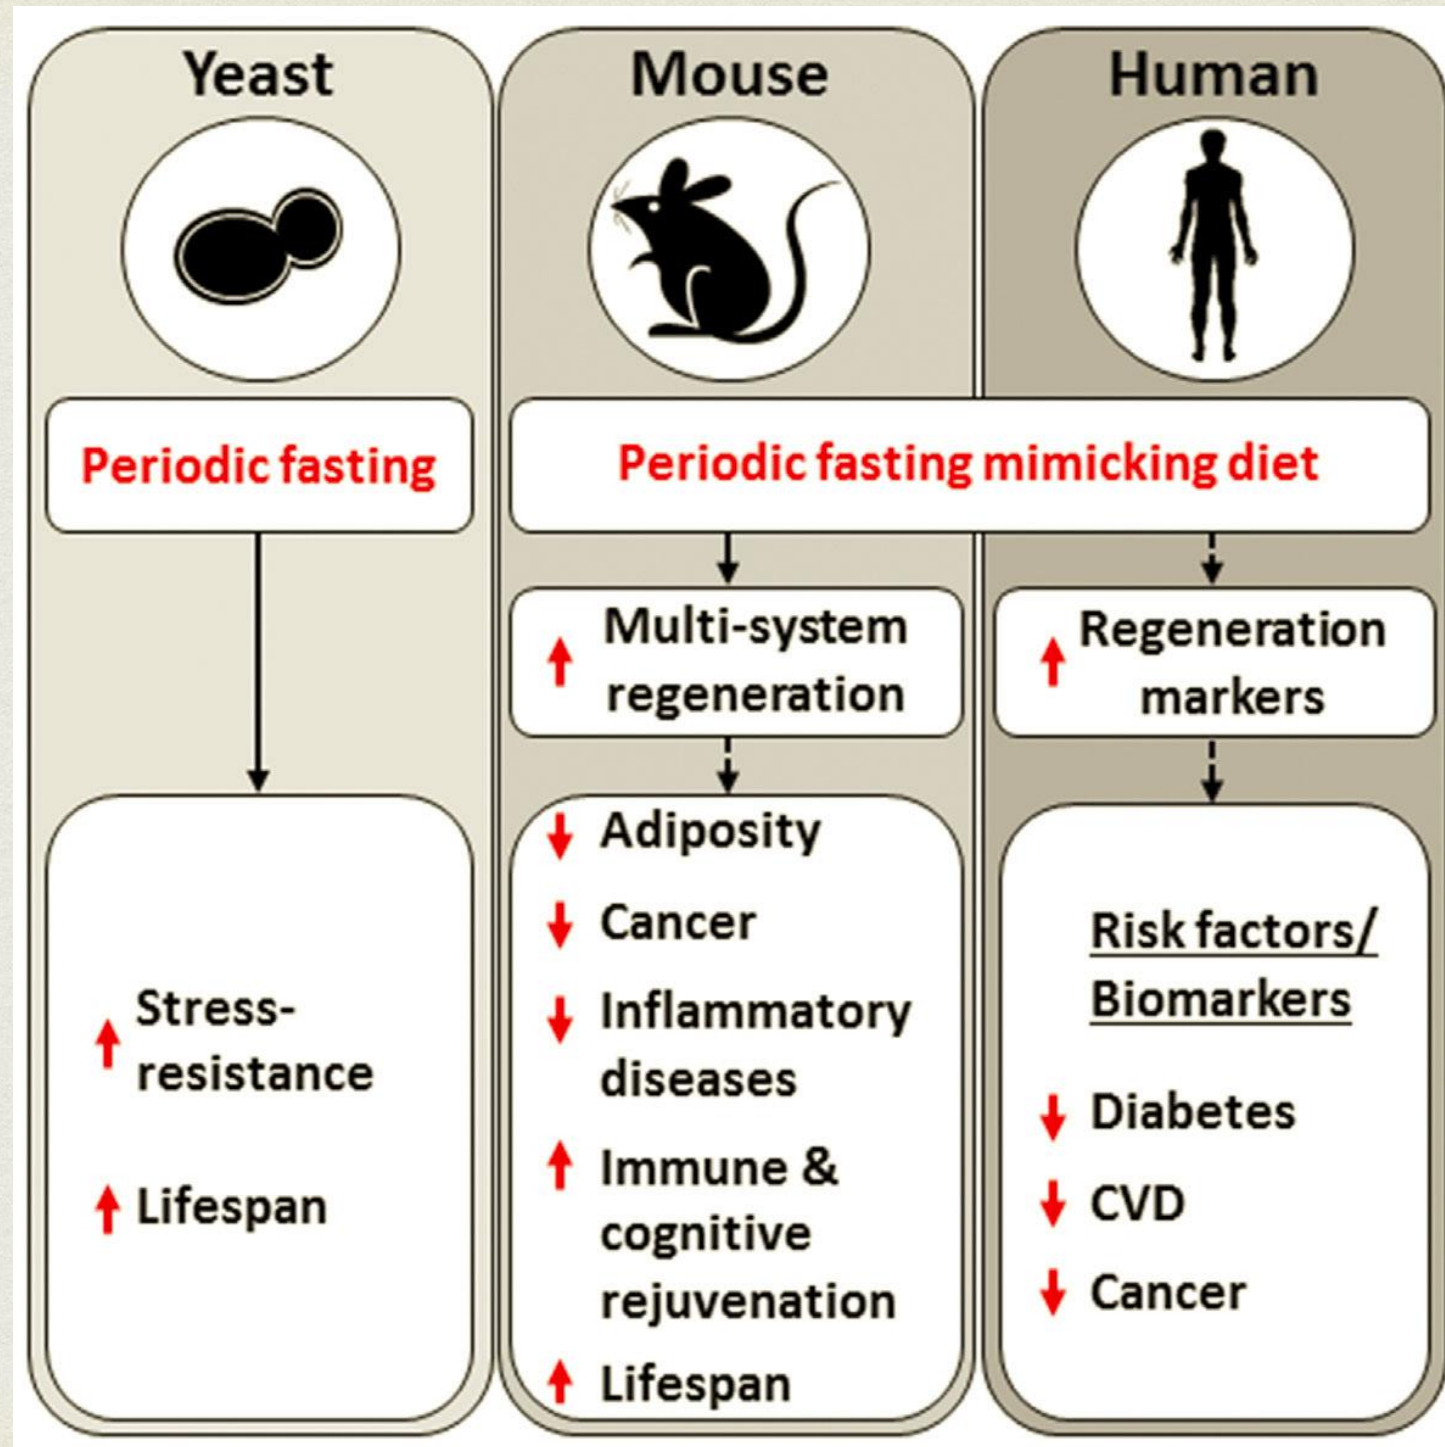 Yeast
Mouse
Human
Periodic fasting
Periodic fasting mimicking diet
Multi-system
regeneration
Regeneration
markers
Stress-
resistance
Lifespan
Adiposity
Cancer
Inflammatory
diseases
Immune &
cognitive
rejuvenation
Lifespan
Risk factors/
Biomarkers
Diabetes
CVD
Cancer